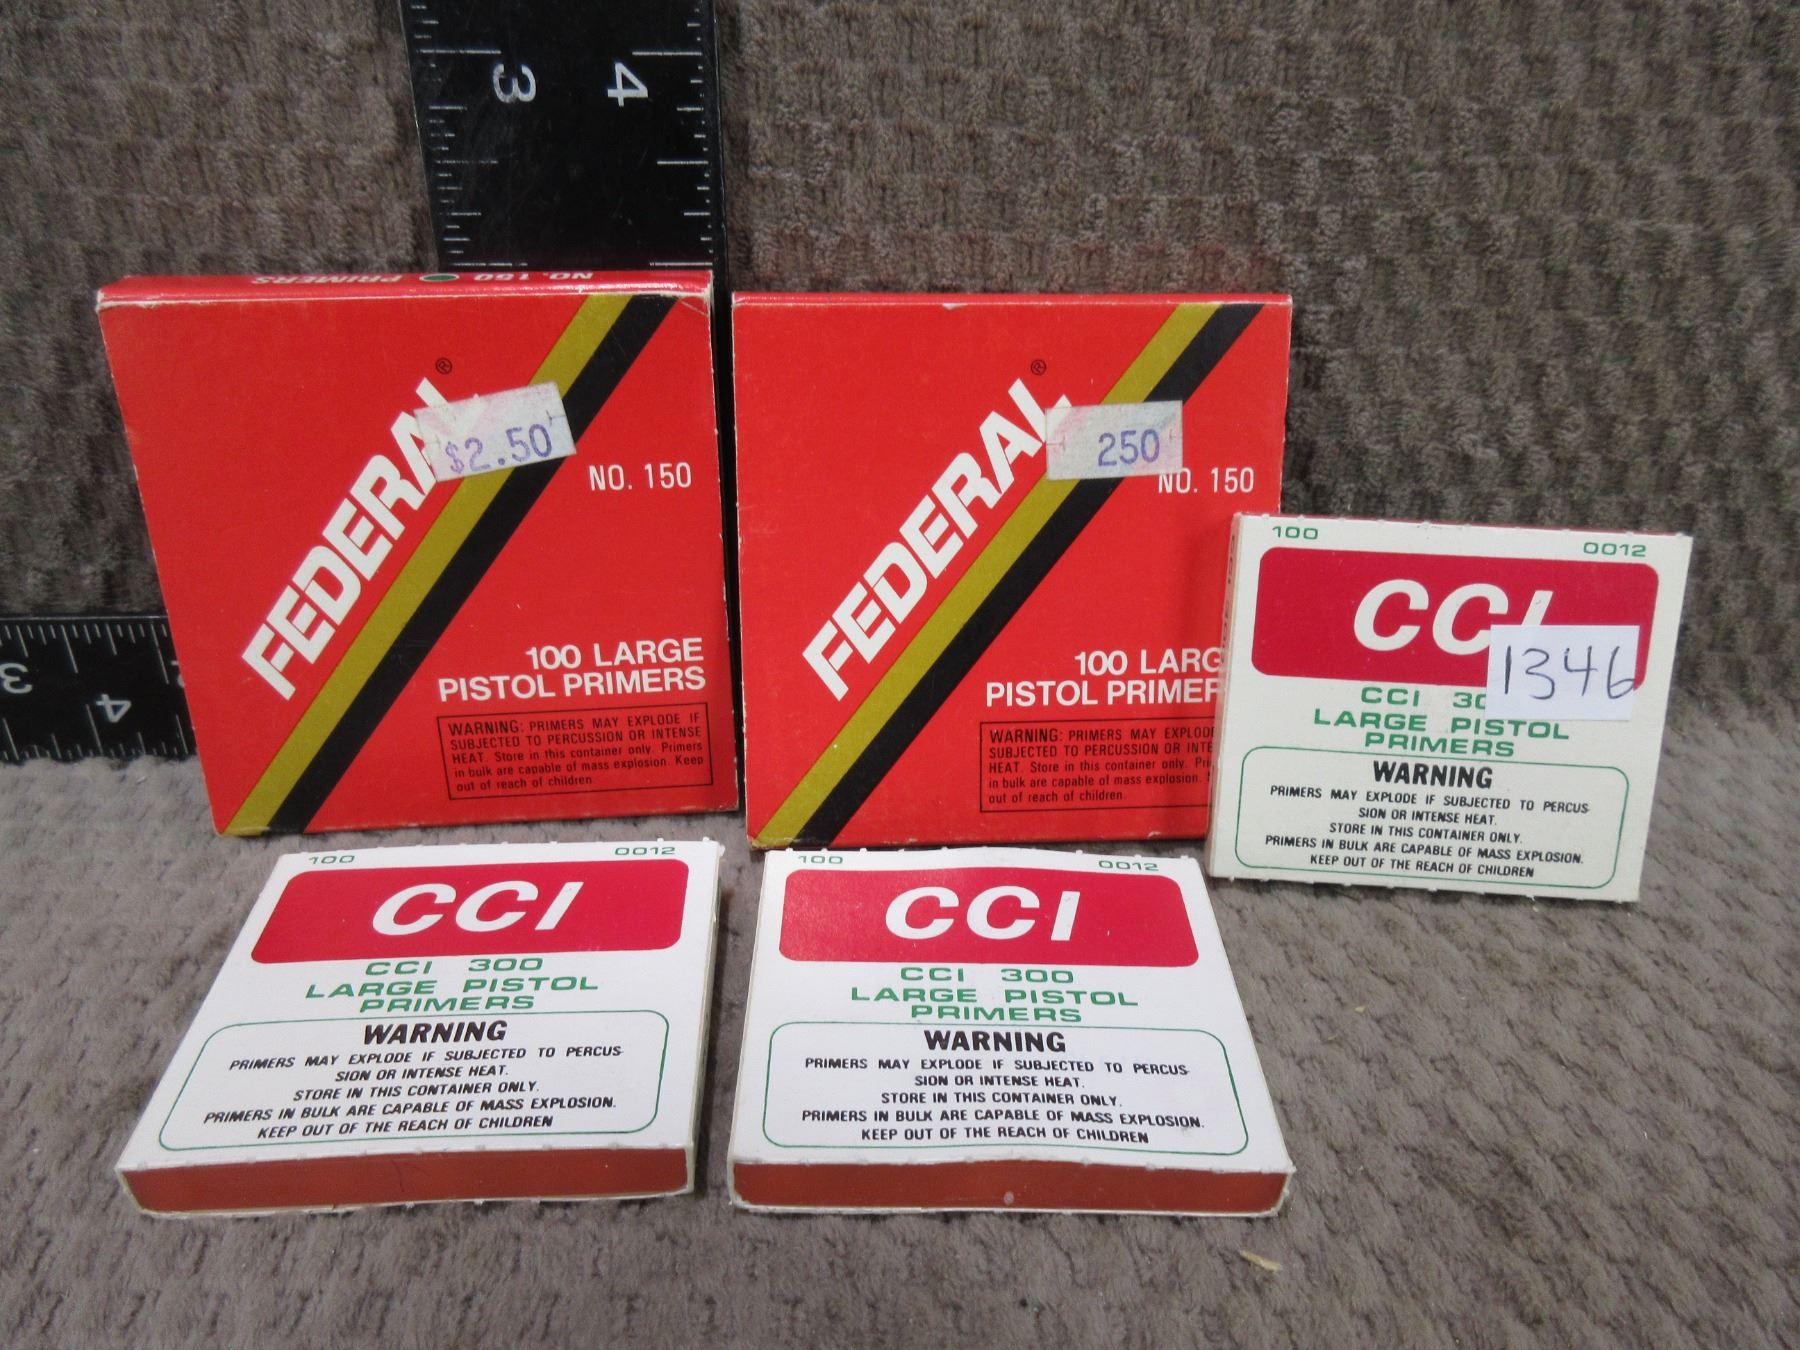 3 4
3
4
NO. 150 PRIMERS
FEDERAL®
$2.50
NO. 150
100 LARGE
PISTOL PRIMERS
WARNING: PRIMERS MAY EXPLODE IF
SUBJECTED TO PERCUSSION OR INTENSE
HEAT. Store in this container only. Primers
in bulk are capable of mass explosion. Keep
out of reach of children.
FEDERAL®
250
NO. 150
100 LARG
PISTOL PRIMER
WARNING: PRIMERS MAY EXPLOD
SUBJECTED TO PERCUSSION OR INTE
HEAT. Store in this container only. Pri
in bulk are capable of mass explosion.
out of reach of children.
100 0012
CCI
1346
CCI 30
LARGE PISTOL
PRIMERS
WARNING
PRIMERS MAY EXPLODE IF SUBJECTED TO PERCUS-
SION OR INTENSE HEAT.
STORE IN THIS CONTAINER ONLY.
PRIMERS IN BULK ARE CAPABLE OF MASS EXPLOSION.
KEEP OUT OF THE REACH OF CHILDREN
100 0012
CCI
CCI 300
LARGE PISTOL
PRIMERS
WARNING
PRIMERS MAY EXPLODE IF SUBJECTED TO PERCUS-
SION OR INTENSE HEAT.
STORE IN THIS CONTAINER ONLY.
PRIMERS IN BULK ARE CAPABLE OF MASS EXPLOSION.
KEEP OUT OF THE REACH OF CHILDREN
100 0012
CCI
CCI 300
LARGE PISTOL
PRIMERS
WARNING
PRIMERS MAY EXPLODE IF SUBJECTED TO PERCUS-
SION OR INTENSE HEAT.
STORE IN THIS CONTAINER ONLY.
PRIMERS IN BULK ARE CAPABLE OF MASS EXPLOSION.
KEEP OUT OF THE REACH OF CHILDREN